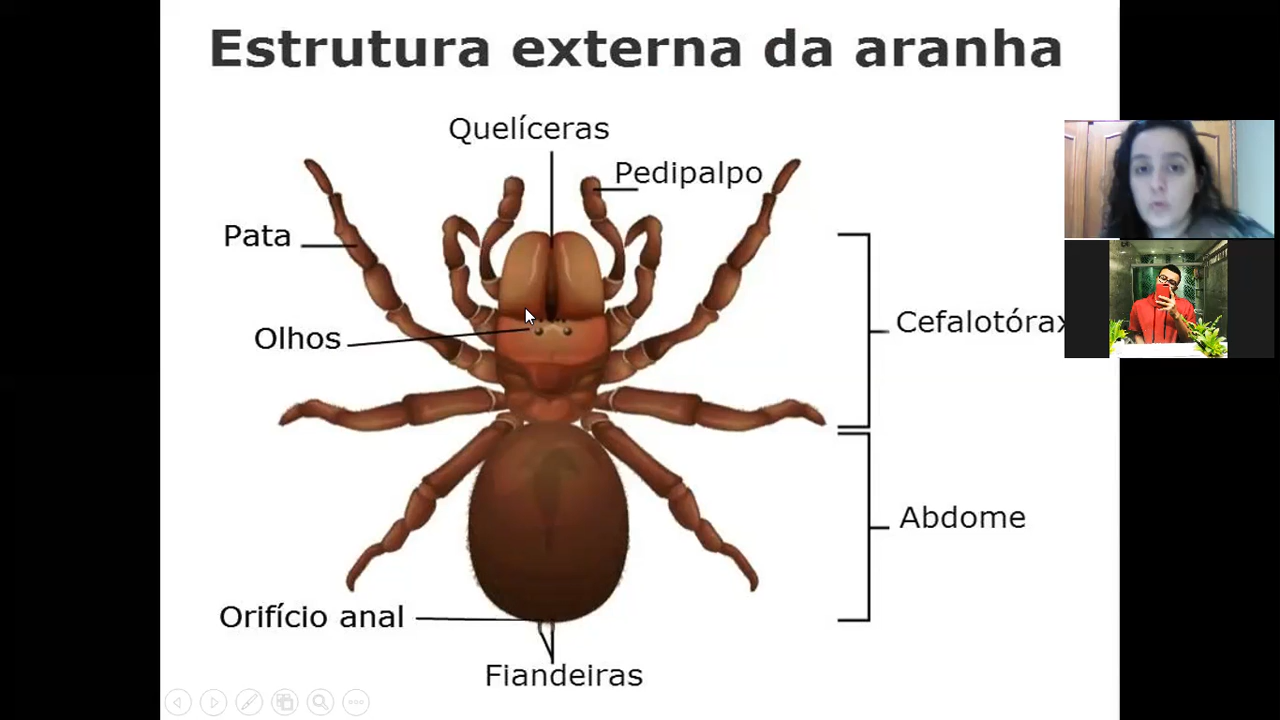 Estrutura externa da aranha
Quelíceras
Pedipalpo
Pata
Olhos
Cefalotórax
Abdome
Orifício anal
Fiandeiras